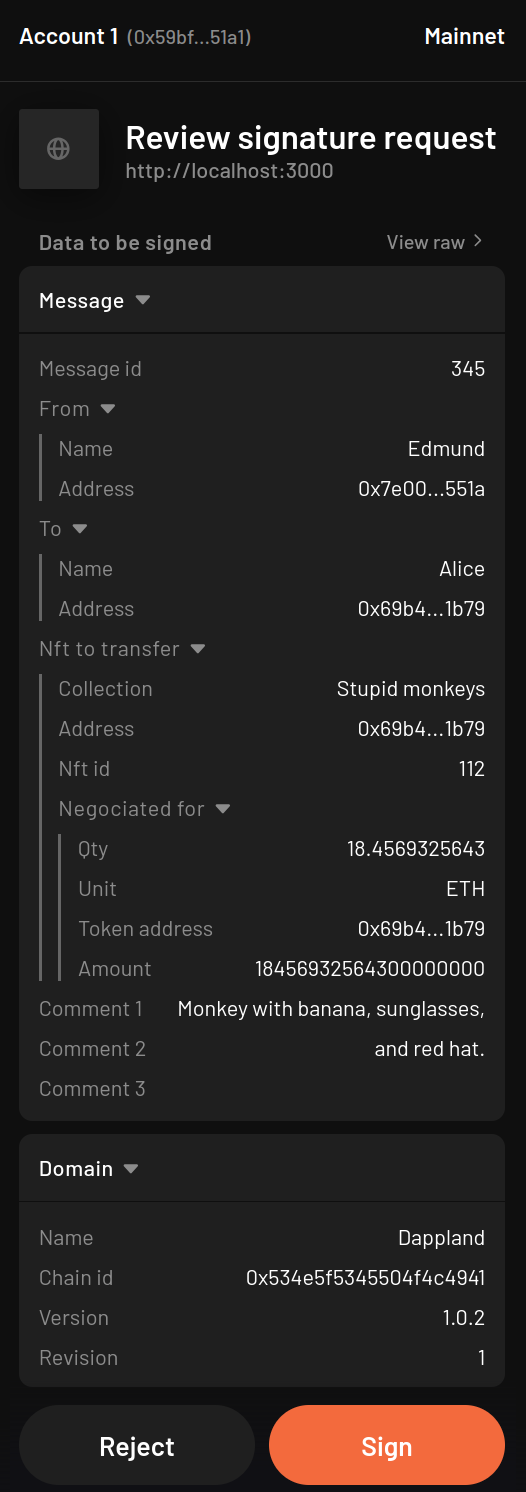 Account 1 (0x59bf...51a1) Mainnet
Review signature request
http://localhost:3000
Data to be signed View raw
Message
Message id 345
From
Name Edmund
Address 0x7e00...551a
To
Name Alice
Address 0x69b4...1b79
Nft to transfer
Collection Stupid monkeys
Address 0x69b4...1b79
Nft id 112
Negociated for
Qty 18.4569325643
Unit ETH
Token address 0x69b4...1b79
Amount 18456932564300000000
Comment 1 Monkey with banana, sunglasses,
Comment 2 and red hat.
Comment 3
Domain
Name Dappland
Chain id 0x534e5f5345504f4c4941
Version 1.0.2
Revision 1
Reject Sign